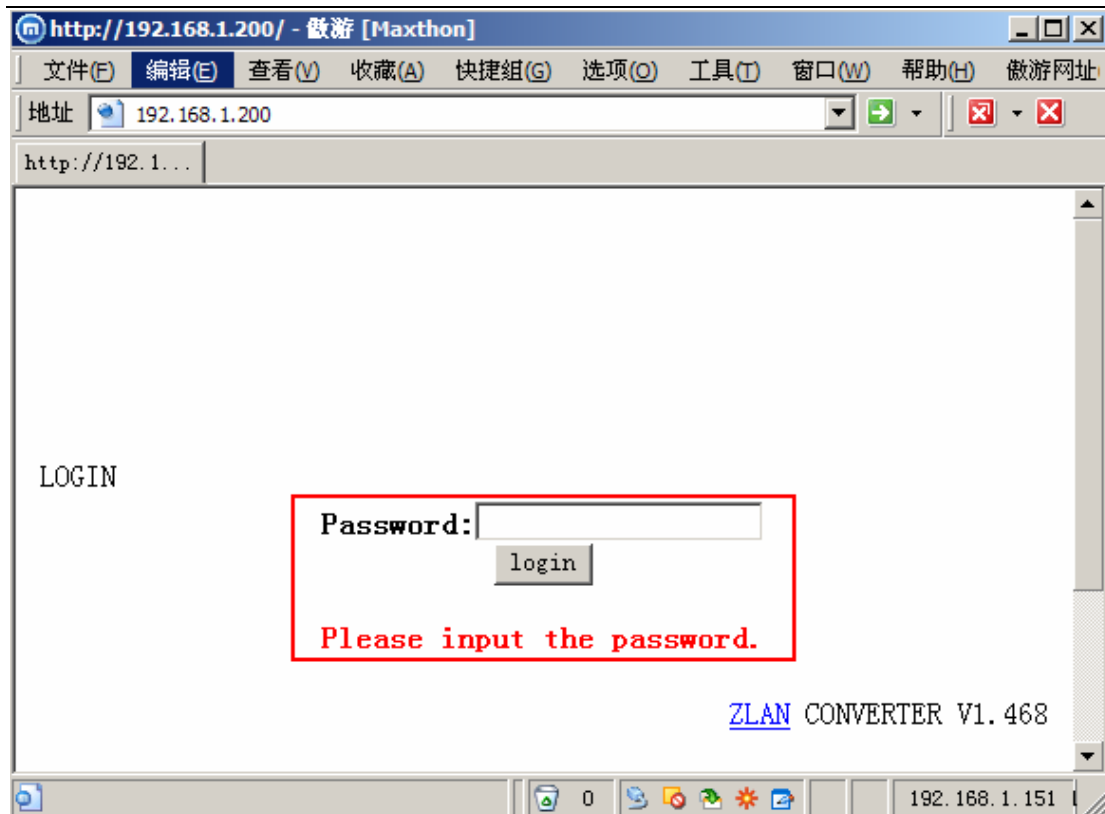 http://192.168.1.200/ - 傲游 [Maxthon]
文件(F) 编辑(E) 查看(V) 收藏(A) 快捷组(G) 选项(O) 工具(T) 窗口(W) 帮助(H) 傲游网址
地址 192.168.1.200
http://192.1...
LOGIN
Password:
login
Please input the password.
ZLAN CONVERTER V1.468
0 192.168.1.151